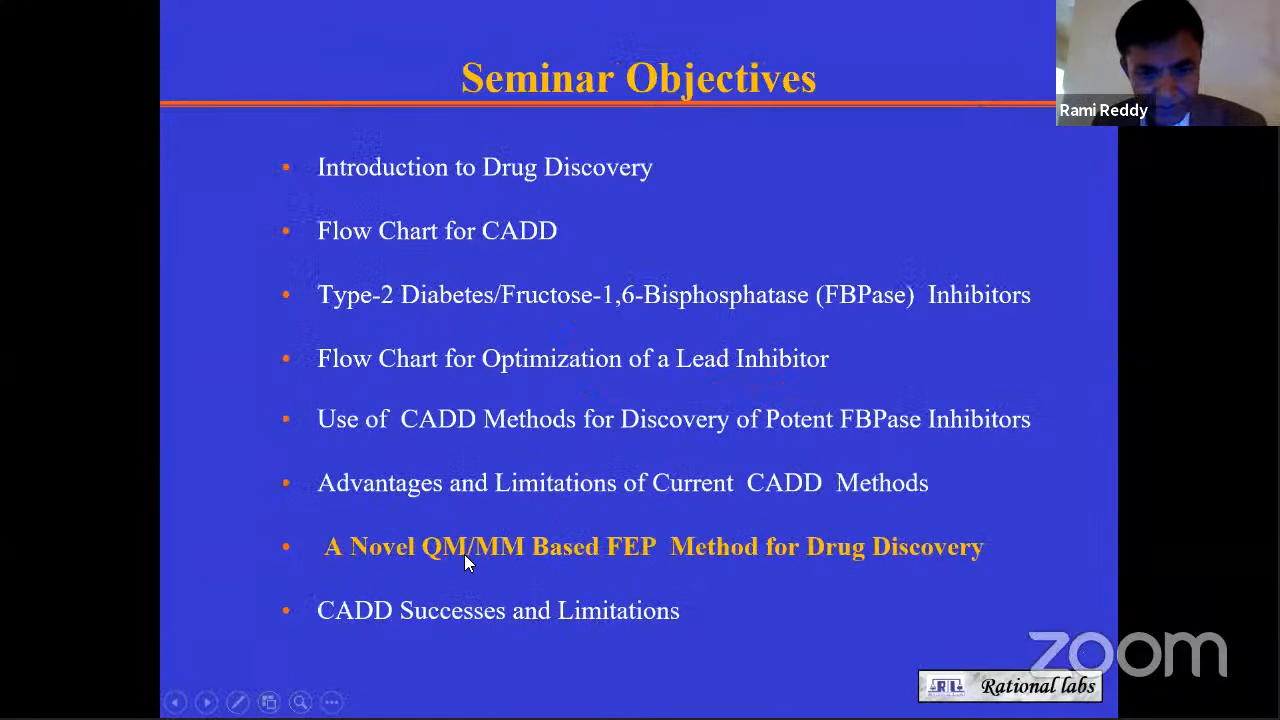 Seminar Objectives
Rami Reddy
• Introduction to Drug Discovery
• Flow Chart for CADD
• Type-2 Diabetes/Fructose-1,6-Bisphosphatase (FBPase) Inhibitors
• Flow Chart for Optimization of a Lead Inhibitor
• Use of CADD Methods for Discovery of Potent FBPase Inhibitors
• Advantages and Limitations of Current CADD Methods
• A Novel QM/MM Based FEP Method for Drug Discovery
• CADD Successes and Limitations
zoom
RL Rational labs